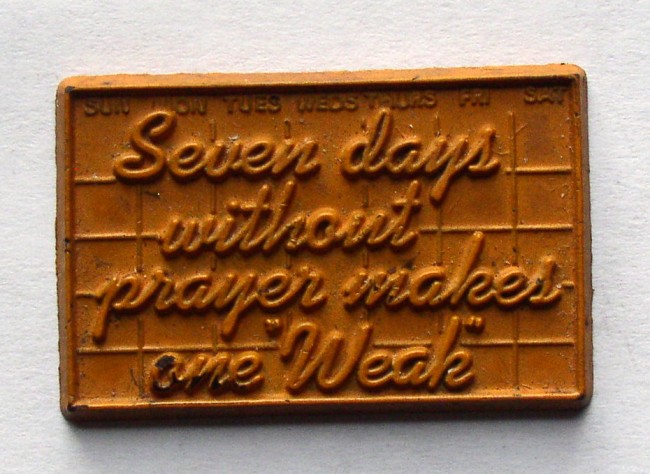 SUN MON TUES WEDS THURS FRI SAT
Seven days
without
prayer makes
one "Weak"